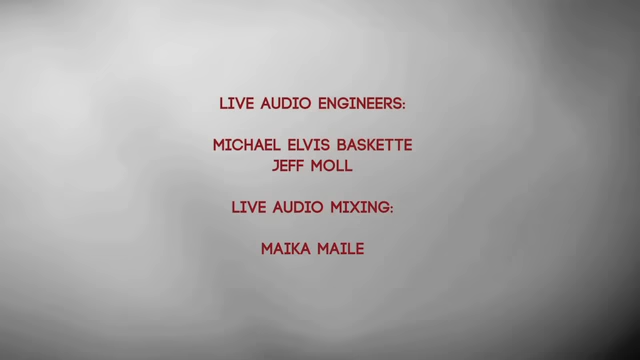 LIVE AUDIO ENGINEERS:
MICHAEL ELVIS BASKETTE
JEFF MOLL
LIVE AUDIO MIXING:
MAIKA MAILE